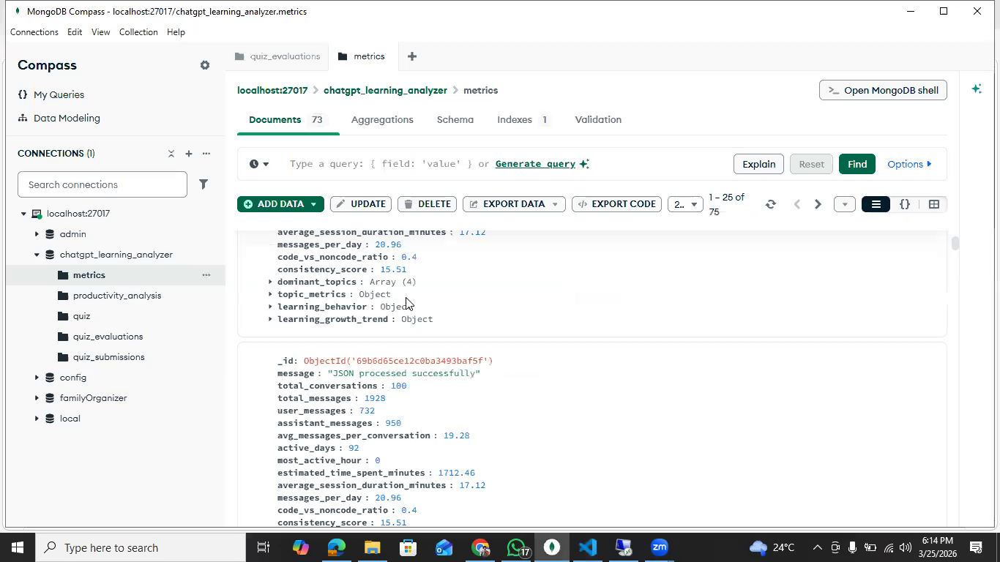 MongoDB Compass - localhost:27017/chatgpt_learning_analyzer.metrics
Connections Edit View Collection Help
Compass
My Queries
Data Modeling
CONNECTIONS (1)
Search connections
localhost:27017
admin
chatgpt_learning_analyzer
metrics
productivity_analysis
quiz
quiz_evaluations
quiz_submissions
config
familyOrganizer
local
quiz_evaluations metrics
localhost:27017 > chatgpt_learning_analyzer > metrics
>_ Open MongoDB shell
Documents 73 Aggregations Schema Indexes 1 Validation
Type a query: { field: 'value' } or Generate query
Explain Reset Find Options
ADD DATA UPDATE DELETE EXPORT DATA EXPORT CODE 2.. 1 – 25 of 75
average_session_duration_minutes : 17.12
messages_per_day : 20.96
code_vs_noncode_ratio : 0.4
consistency_score : 15.51
dominant_topics : Array (4)
topic_metrics : Object
learning_behavior : Object
learning_growth_trend : Object
_id: ObjectId('69b6d65ce12c0ba3493baf5f')
message : "JSON processed successfully"
total_conversations : 100
total_messages : 1928
user_messages : 732
assistant_messages : 950
avg_messages_per_conversation : 19.28
active_days : 92
most_active_hour : 0
estimated_time_spent_minutes : 1712.46
average_session_duration_minutes : 17.12
messages_per_day : 20.96
code_vs_noncode_ratio : 0.4
consistency_score : 15.51
Type here to search
17
zm
24°C
6:14 PM
3/25/2026